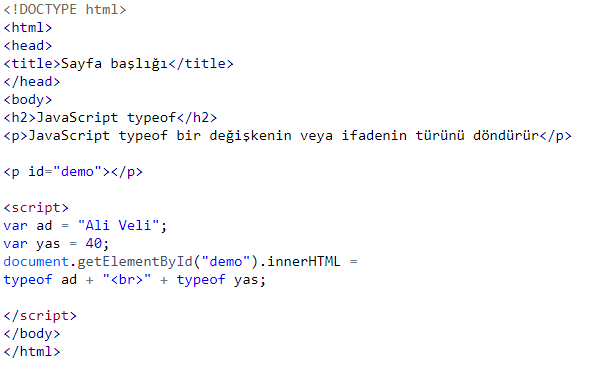 <!DOCTYPE html>
<html>
<head>
<title>Sayfa başlığı</title>
</head>
<body>
<h2>JavaScript typeof</h2>
<p>JavaScript typeof bir değişkenin veya ifadenin türünü döndürür</p>
<p id="demo"></p>
<script>
var ad = "Ali Veli";
var yas = 40;
document.getElementById("demo").innerHTML =
typeof ad + "<br>" + typeof yas;
</script>
</body>
</html>